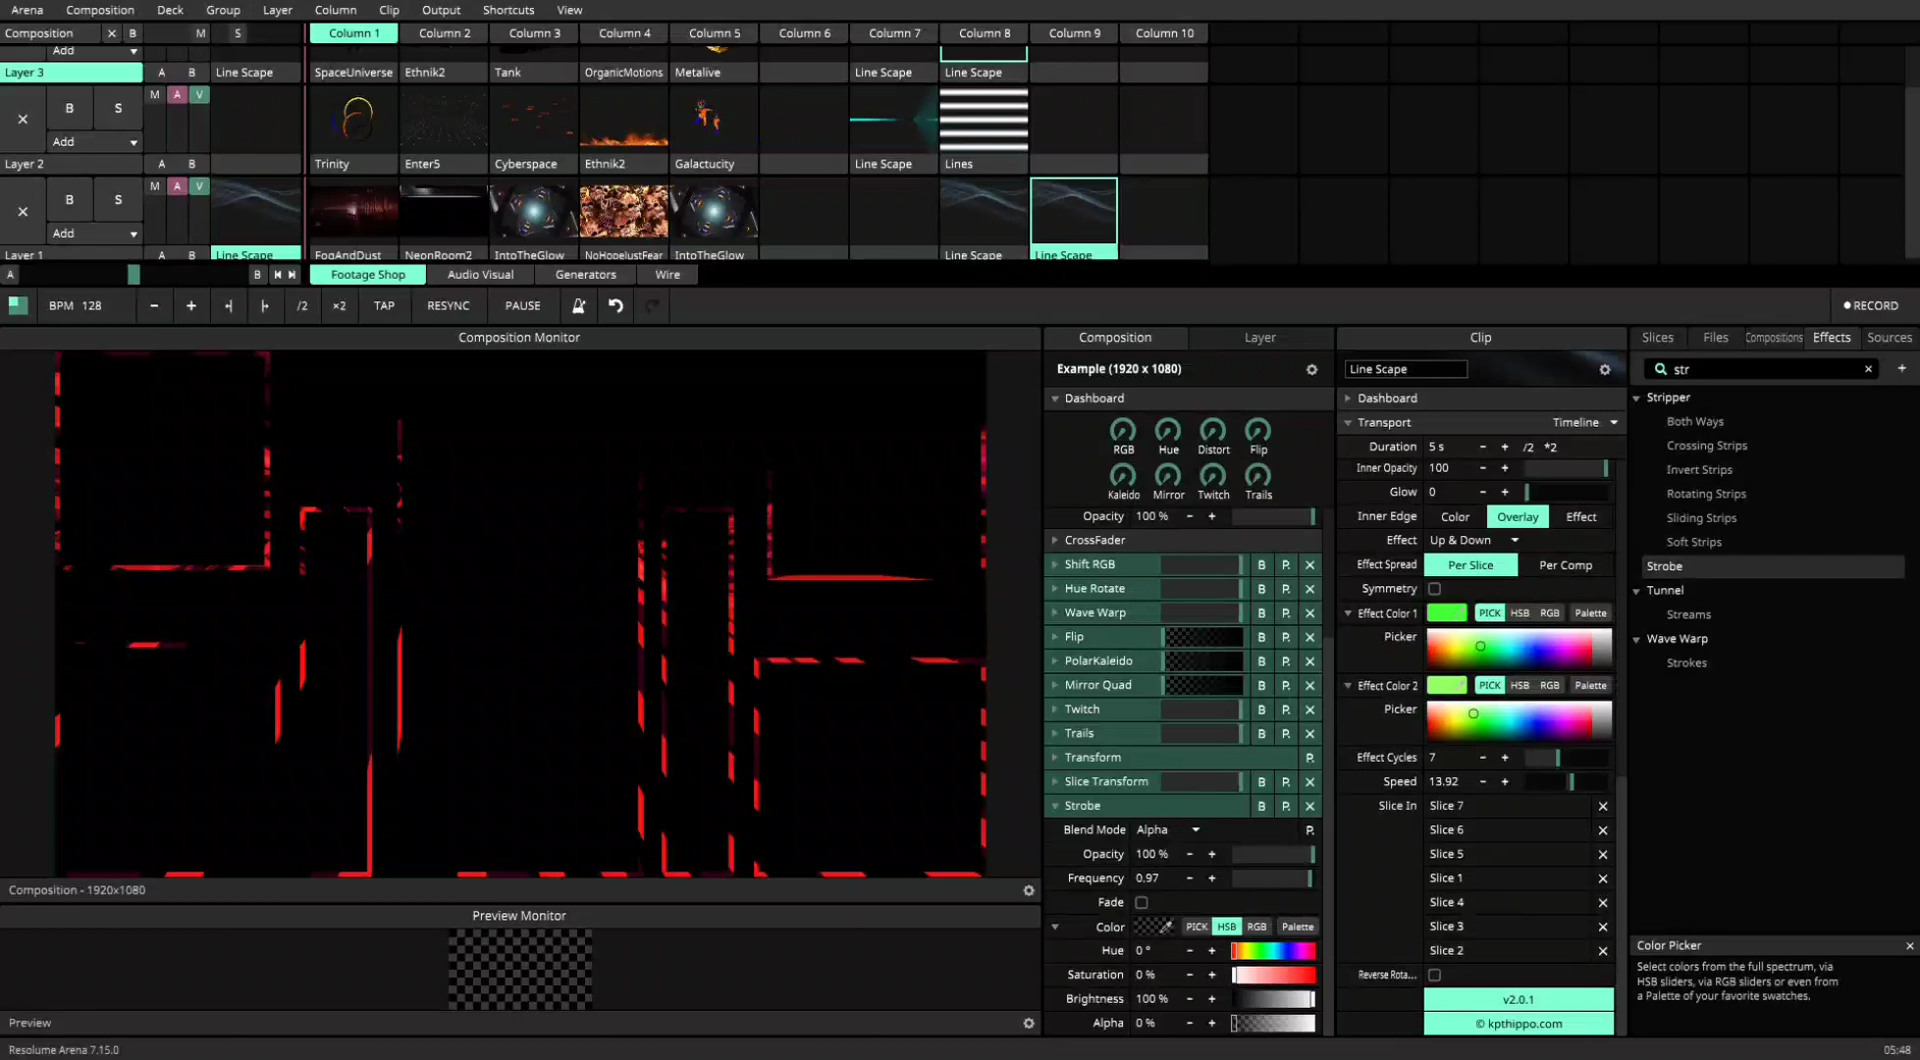 Arena Composition Deck Group Layer Column Clip Output Shortcuts View
Composition × B M S Column 1 Column 2 Column 3 Column 4 Column 5 Column 6 Column 7 Column 8 Column 9 Column 10
Add
Layer 3 A B Line Scape SpaceUniverse Ethnik2 Tank OrganicMotions Metalive Line Scape Line Scape
M A V
× B S
Add
Layer 2 A B Trinity Enter5 Cyberspace Ethnik2 Galactucity Line Scape Lines
M A V
× B S
Add
Layer 1 A B Line Scape FogAndDust NeonRoom2 IntoTheGlow NoHopeJustFear IntoTheGlow Line Scape Line Scape
A B Footage Shop Audio Visual Generators Wire
BPM 128 - + /2 ×2 TAP RESYNC PAUSE RECORD
Composition Monitor
Composition - 1920x1080
Preview Monitor
Preview
Resolume Arena 7.15.0
Composition Layer
Example (1920 x 1080)
Dashboard
RGB Hue Distort Flip
Kaleido Mirror Twitch Trails
Opacity 100 % - +
CrossFader
Shift RGB B P. ×
Hue Rotate B P. ×
Wave Warp B P. ×
Flip B P. ×
PolarKaleido B P. ×
Mirror Quad B P. ×
Twitch B P. ×
Trails B P. ×
Transform P.
Slice Transform B P. ×
Strobe B P. ×
Blend Mode Alpha P.
Opacity 100 % - +
Frequency 0.97 - +
Fade
Color PICK HSB RGB Palette
Hue 0 ° - +
Saturation 0 % - +
Brightness 100 % - +
Alpha 0 % - +
Clip
Line Scape
Dashboard
Transport Timeline
Duration 5 s - + /2 *2
Inner Opacity 100 - +
Glow 0 - +
Inner Edge Color Overlay Effect
Effect Up & Down
Effect Spread Per Slice Per Comp
Symmetry
Effect Color 1 PICK HSB RGB Palette
Picker
Effect Color 2 PICK HSB RGB Palette
Picker
Effect Cycles 7 - +
Speed 13.92 - +
Slice In Slice 7 ×
Slice 6 ×
Slice 5 ×
Slice 1 ×
Slice 4 ×
Slice 3 ×
Slice 2 ×
Reverse Rota...
v2.0.1
© kpthippo.com
Slices Files Compositions Effects Sources
str × +
Stripper
Both Ways
Crossing Strips
Invert Strips
Rotating Strips
Sliding Strips
Soft Strips
Strobe
Tunnel
Streams
Wave Warp
Strokes
Color Picker ×
Select colors from the full spectrum, via
HSB sliders, via RGB sliders or even from
a Palette of your favorite swatches.
05:48